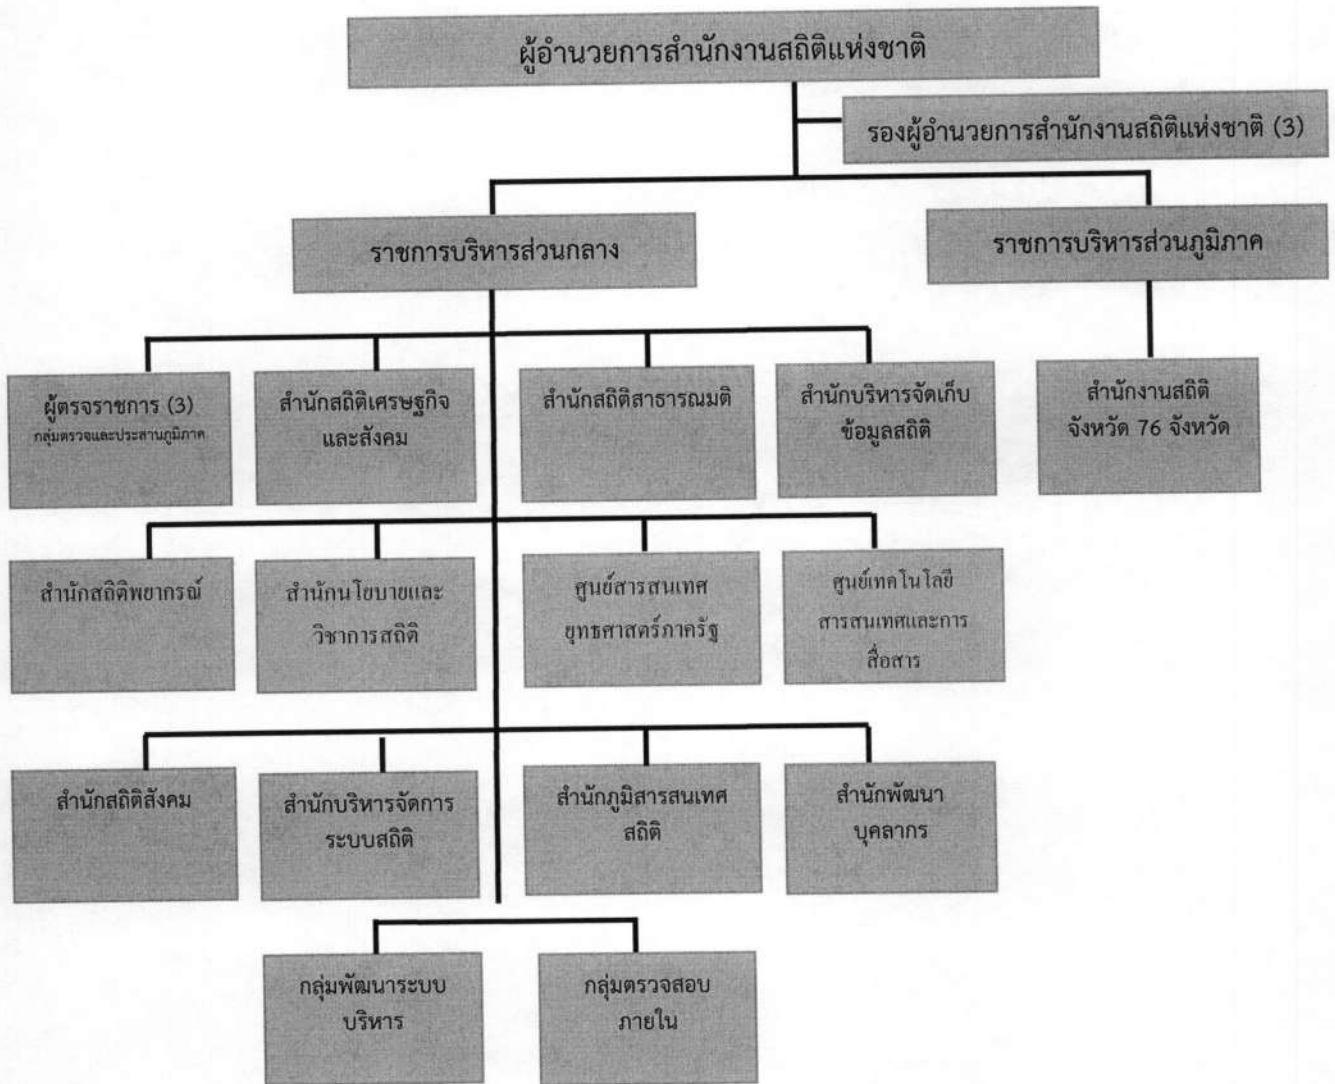 ผู้อำนวยการสำนักงานสถิติแห่งชาติ
รองผู้อำนวยการสำนักงานสถิติแห่งชาติ (3)
ราชการบริหารส่วนกลาง
ราชการบริหารส่วนภูมิภาค
ผู้ตรจราชการ (3)
กลุ่มตรวจและประสานภูมิภาค
สำนักสถิติเศรษฐกิจ
และสังคม
สำนักสถิติสาธารณมติ
สำนักบริหารจัดเก็บ
ข้อมูลสถิติ
สำนักงานสถิติ
จังหวัด 76 จังหวัด
สำนักสถิติพยากรณ์
สำนักนโยบายและ
วิชาการสถิติ
ศูนย์สารสนเทศ
ยุทธศาสตร์ภาครัฐ
ศูนย์เทคโนโลยี
สารสนเทศและการ
สื่อสาร
สำนักสถิติสังคม
สำนักบริหารจัดการ
ระบบสถิติ
สำนักภูมิสารสนเทศ
สถิติ
สำนักพัฒนา
บุคลากร
กลุ่มพัฒนาระบบ
บริหาร
กลุ่มตรวจสอบ
ภายใน